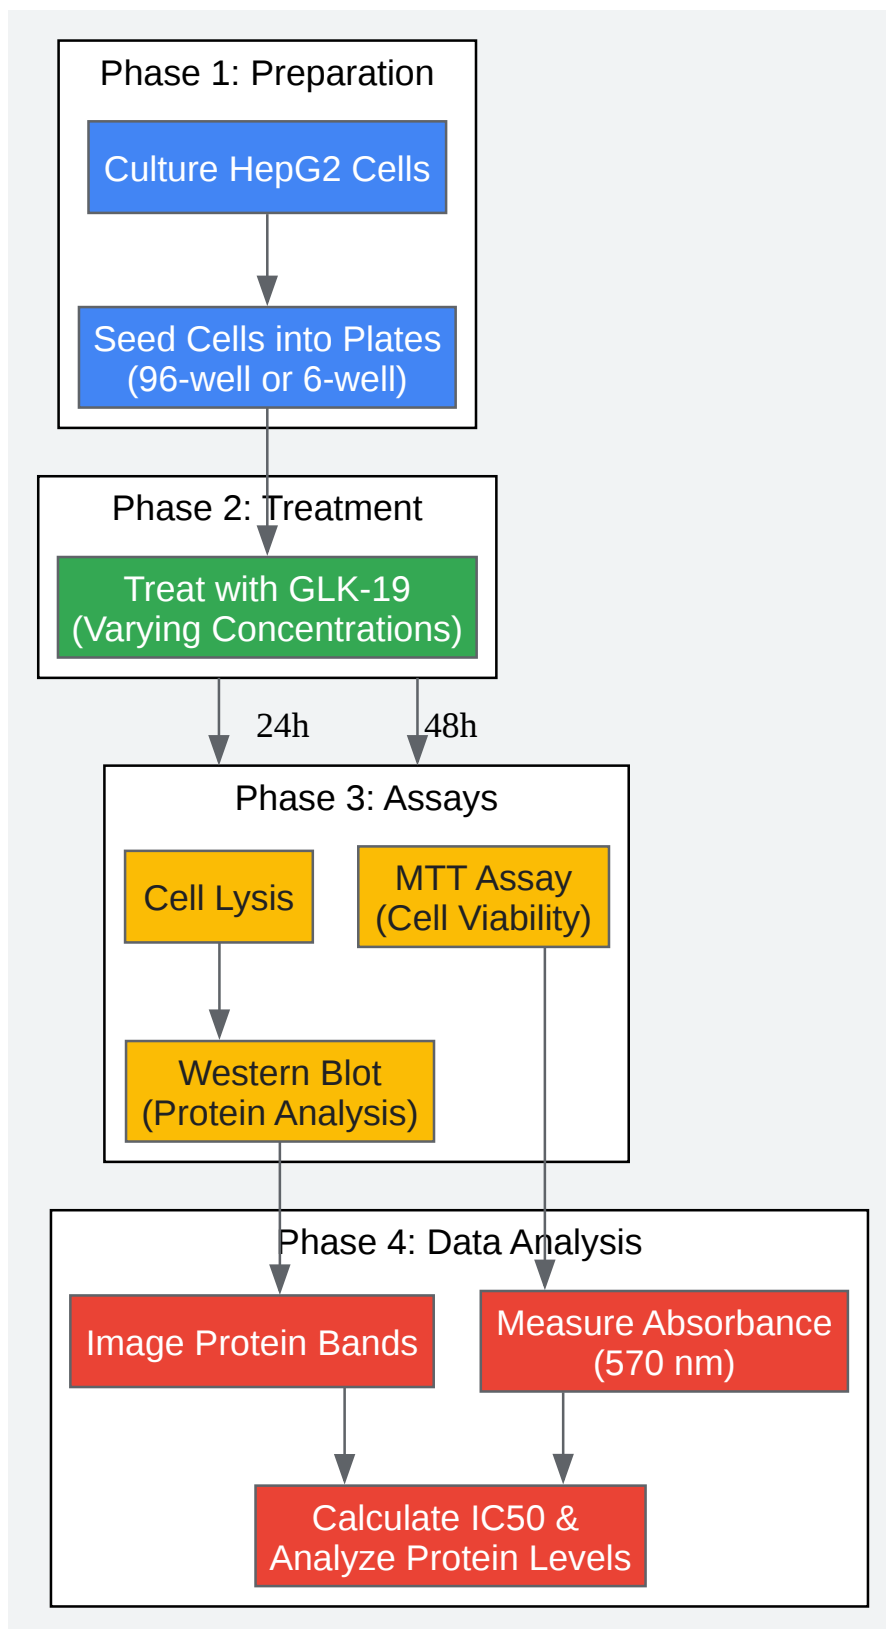 Phase 1: Preparation
Culture HepG2 Cells
Seed Cells into Plates
(96-well or 6-well)
Phase 2: Treatment
Treat with GLK-19
(Varying Concentrations)
24h
48h
Phase 3: Assays
Cell Lysis
MTT Assay
(Cell Viability)
Western Blot
(Protein Analysis)
Phase 4: Data Analysis
Image Protein Bands
Measure Absorbance
(570 nm)
Calculate IC50 &
Analyze Protein Levels